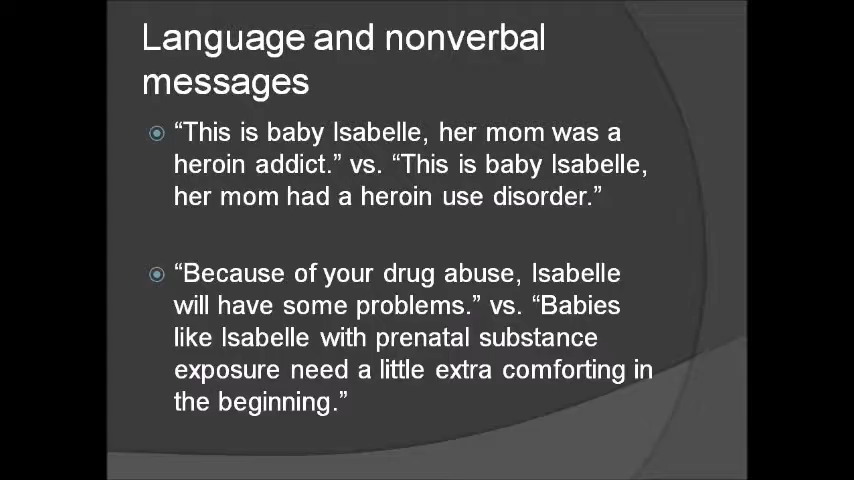 Language and nonverbal
messages
“This is baby Isabelle, her mom was a
heroin addict.” vs. “This is baby Isabelle,
her mom had a heroin use disorder.”
“Because of your drug abuse, Isabelle
will have some problems.” vs. “Babies
like Isabelle with prenatal substance
exposure need a little extra comforting in
the beginning.”